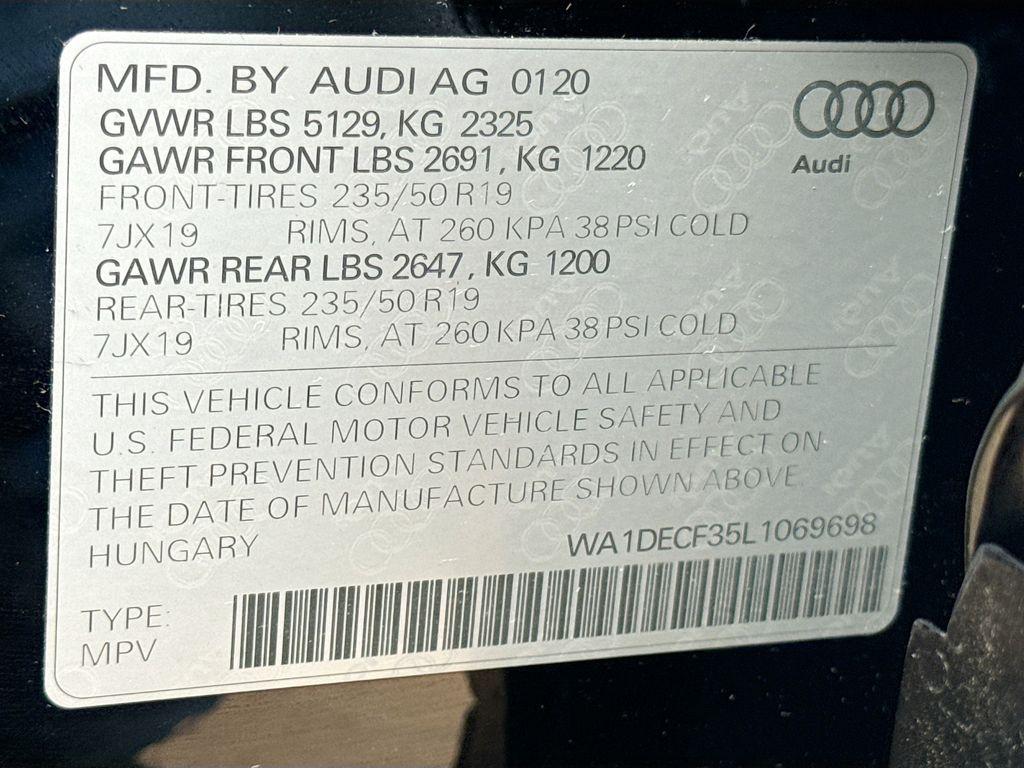 MFD. BY AUDI AG 0120
GVWR LBS 5129, KG 2325
GAWR FRONT LBS 2691, KG 1220
FRONT-TIRES 235/50 R19
7JX19 RIMS, AT 260 KPA 38 PSI COLD
GAWR REAR LBS 2647, KG 1200
REAR-TIRES 235/50 R19
7JX19 RIMS, AT 260 KPA 38 PSI COLD
Audi
THIS VEHICLE CONFORMS TO ALL APPLICABLE
U.S. FEDERAL MOTOR VEHICLE SAFETY AND
THEFT PREVENTION STANDARDS IN EFFECT ON
THE DATE OF MANUFACTURE SHOWN ABOVE.
HUNGARY WA1DECF35L1069698
TYPE:
MPV